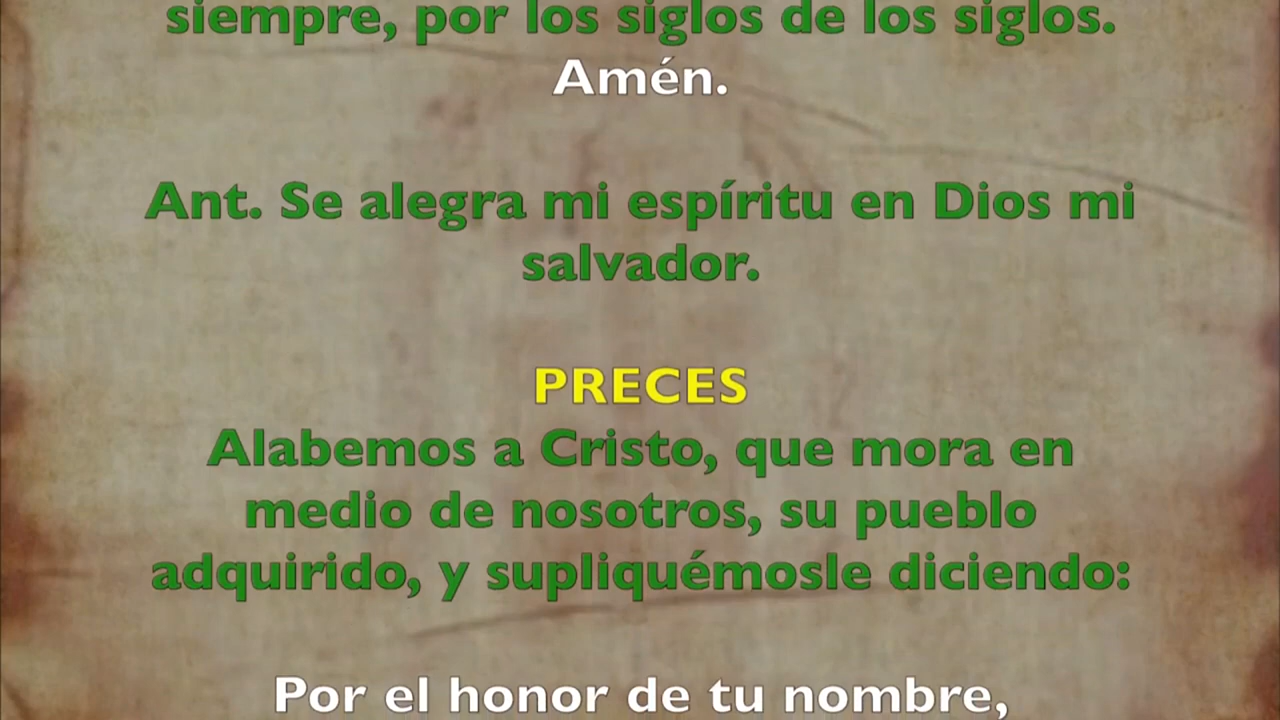 siempre, por los siglos de los siglos.
Amén.
Ant. Se alegra mi espíritu en Dios mi
salvador.
PRECES
Alabemos a Cristo, que mora en
medio de nosotros, su pueblo
adquirido, y supliquémosle diciendo:
Por el honor de tu nombre,